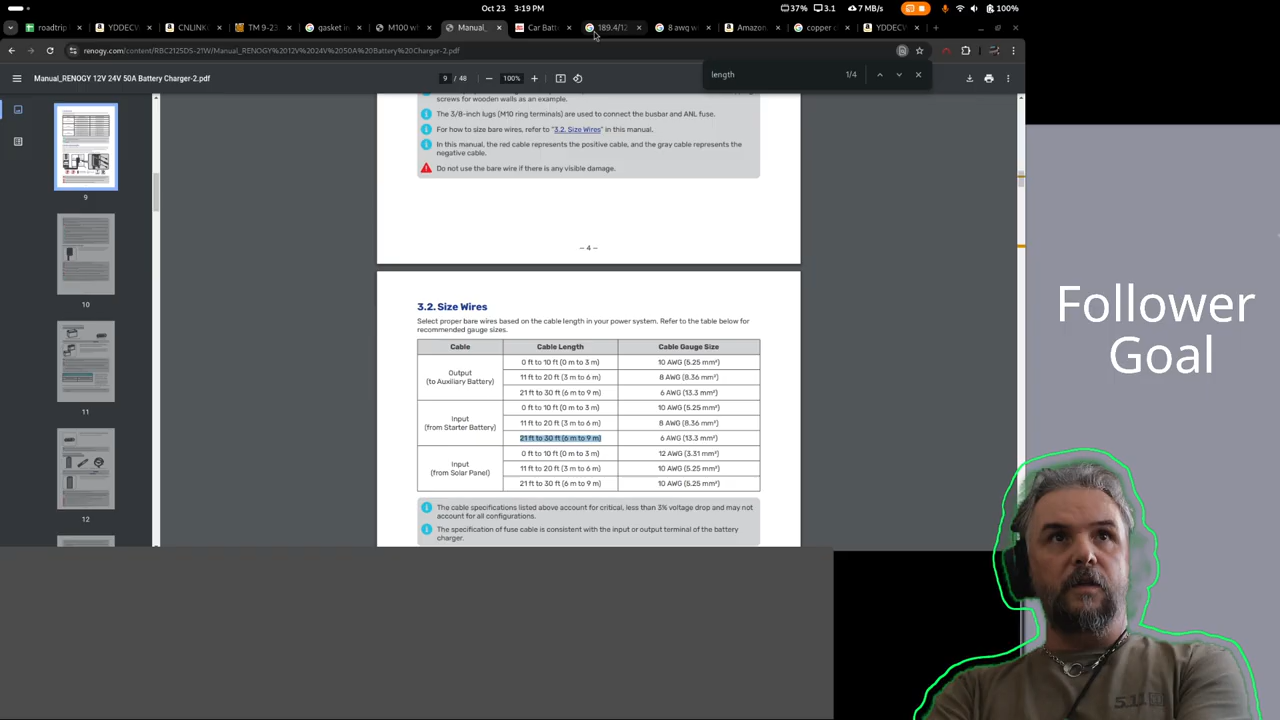 Oct 23 3:19 PM
37% 3.1 7 MB/s 100%
roadtrip YDDECW CNLINK TM 9-23 gasket in M100 w Manual_ Car Batt 189.4/12 8 awg w Amazon. copper c YDDECW
renogy.com/content/RBC2125DS-21W/Manual_RENOGY%2012V%2024V%2050A%20Battery%20Charger-2.pdf
Manual_RENOGY 12V 24V 50A Battery Charger-2.pdf
9 / 48
100%
length
1/4
9
10
11
12
screws for wooden walls as an example.
The 3/8-inch lugs (M10 ring terminals) are used to connect the busbar and ANL fuse.
For how to size bare wires, refer to "3.2. Size Wires" in this manual.
In this manual, the red cable represents the positive cable, and the gray cable represents the
negative cable.
Do not use the bare wire if there is any visible damage.
– 4 –
3.2. Size Wires
Select proper bare wires based on the cable length in your power system. Refer to the table below for
recommended gauge sizes.
Cable Cable Length Cable Gauge Size
Output
(to Auxiliary Battery)
0 ft to 10 ft (0 m to 3 m) 10 AWG (5.25 mm²)
11 ft to 20 ft (3 m to 6 m) 8 AWG (8.36 mm²)
21 ft to 30 ft (6 m to 9 m) 6 AWG (13.3 mm²)
Input
(from Starter Battery)
0 ft to 10 ft (0 m to 3 m) 10 AWG (5.25 mm²)
11 ft to 20 ft (3 m to 6 m) 8 AWG (8.36 mm²)
21 ft to 30 ft (6 m to 9 m) 6 AWG (13.3 mm²)
Input
(from Solar Panel)
0 ft to 10 ft (0 m to 3 m) 12 AWG (3.31 mm²)
11 ft to 20 ft (3 m to 6 m) 10 AWG (5.25 mm²)
21 ft to 30 ft (6 m to 9 m) 10 AWG (5.25 mm²)
The cable specifications listed above account for critical, less than 3% voltage drop and may not
account for all configurations.
The specification of fuse cable is consistent with the input or output terminal of the battery
charger.
Follower
Goal
5.11